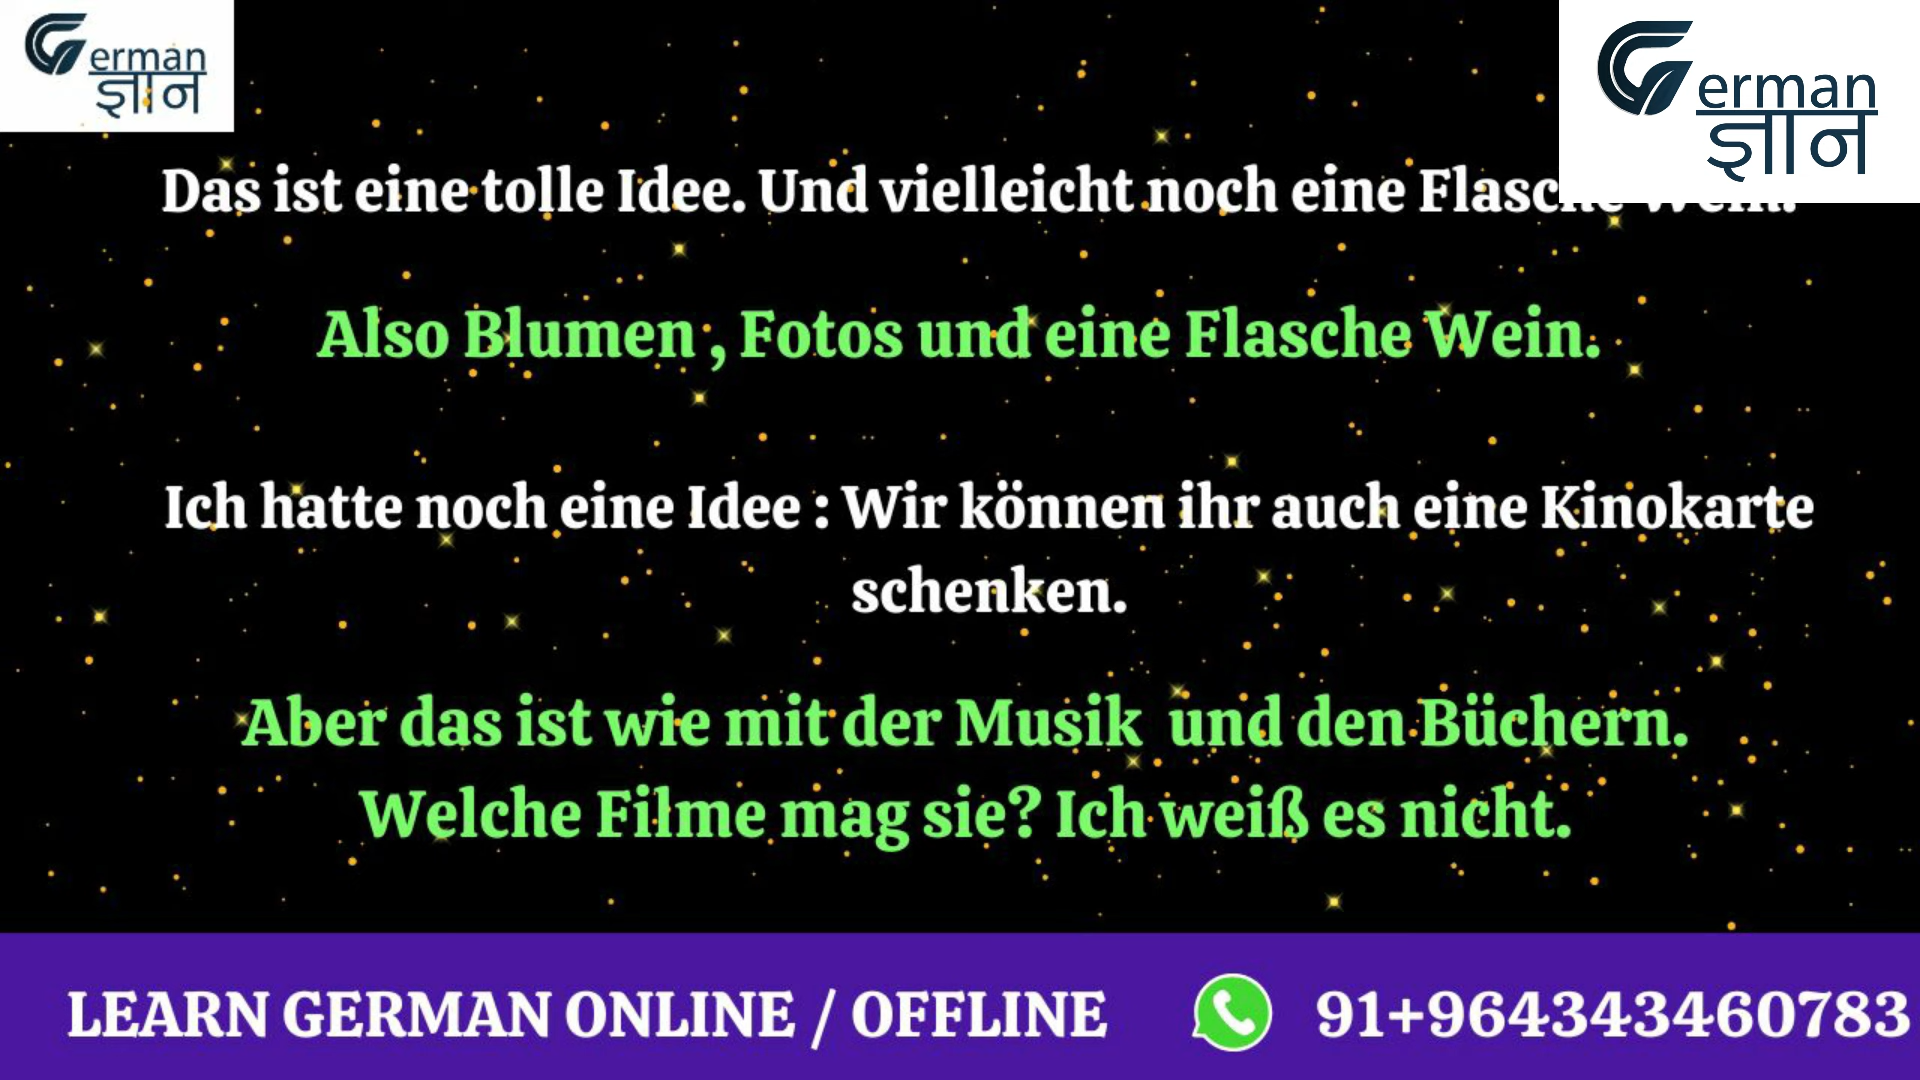 German
ज्ञान
German
ज्ञान
Das ist eine tolle Idee. Und vielleicht noch eine
Also Blumen , Fotos und eine Flasche Wein.
Ich hatte noch eine Idee : Wir können ihr auch eine Kinokarte
schenken.
Aber das ist wie mit der Musik und den Büchern.
Welche Filme mag sie? Ich weiß es nicht.
LEARN GERMAN ONLINE / OFFLINE
91+964343460783